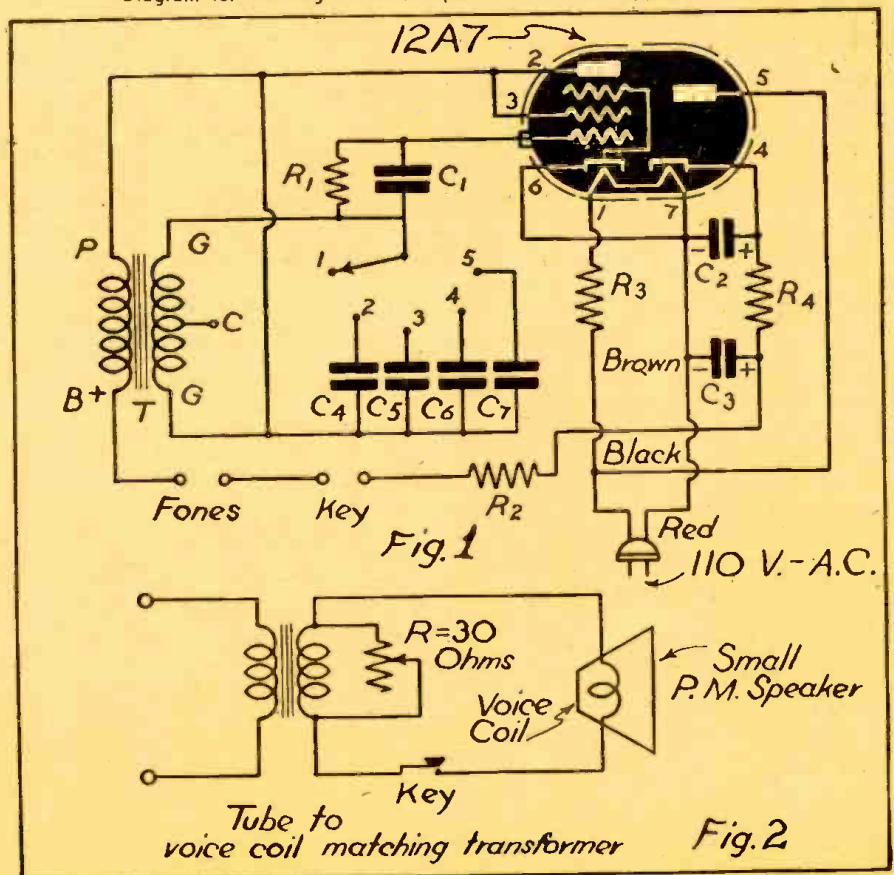 12A7
2
5
3
4
R1
C1
6
1
7
P
G
5
C2
- +
1
R3
R4
C
2
3
4
Brown
- +
C3
B+
T
G
C4
C5
C6
C7
Black
Fones
Key
R2
Red
Fig. 1
110 V.-A.C.
R=30
Ohms
Small
P.M. Speaker
Voice
Coil
Key
Tube to
voice coil matching transformer
Fig. 2